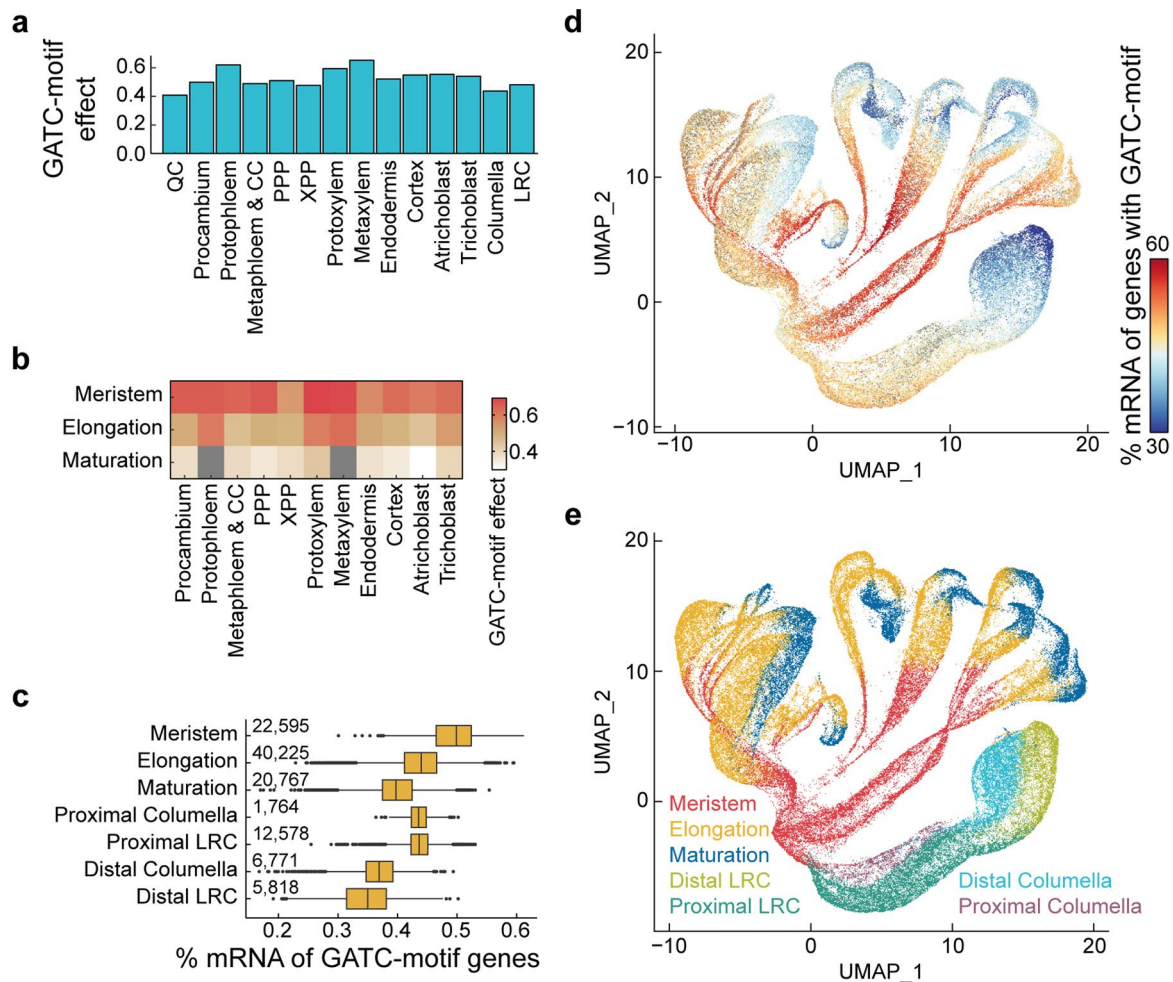 a
GATC-motif
effect
0.6
0.4
0.2
0.0
QC
Procambium
Protophloem
Metaphloem & CC
PPP
XPP
Protoxylem
Metaxylem
Endodermis
Cortex
Atrichoblast
Trichoblast
Columella
LRC
b
Meristem
Elongation
Maturation
Procambium
Protophloem
Metaphloem & CC
PPP
XPP
Protoxylem
Metaxylem
Endodermis
Cortex
Atrichoblast
Trichoblast
0.6
0.4
GATC-motif effect
c
Meristem 22,595
Elongation 40,225
Maturation 20,767
Proximal Columella 1,764
Proximal LRC 12,578
Distal Columella 6,771
Distal LRC 5,818
0.2 0.3 0.4 0.5 0.6
% mRNA of GATC-motif genes
d
20
10
0
−10
UMAP_2
−10 0 10 20
UMAP_1
% mRNA of genes with GATC-motif
60
30
e
20
10
0
−10
UMAP_2
Meristem
Elongation
Maturation
Distal LRC
Proximal LRC
Distal Columella
Proximal Columella
−10 0 10 20
UMAP_1